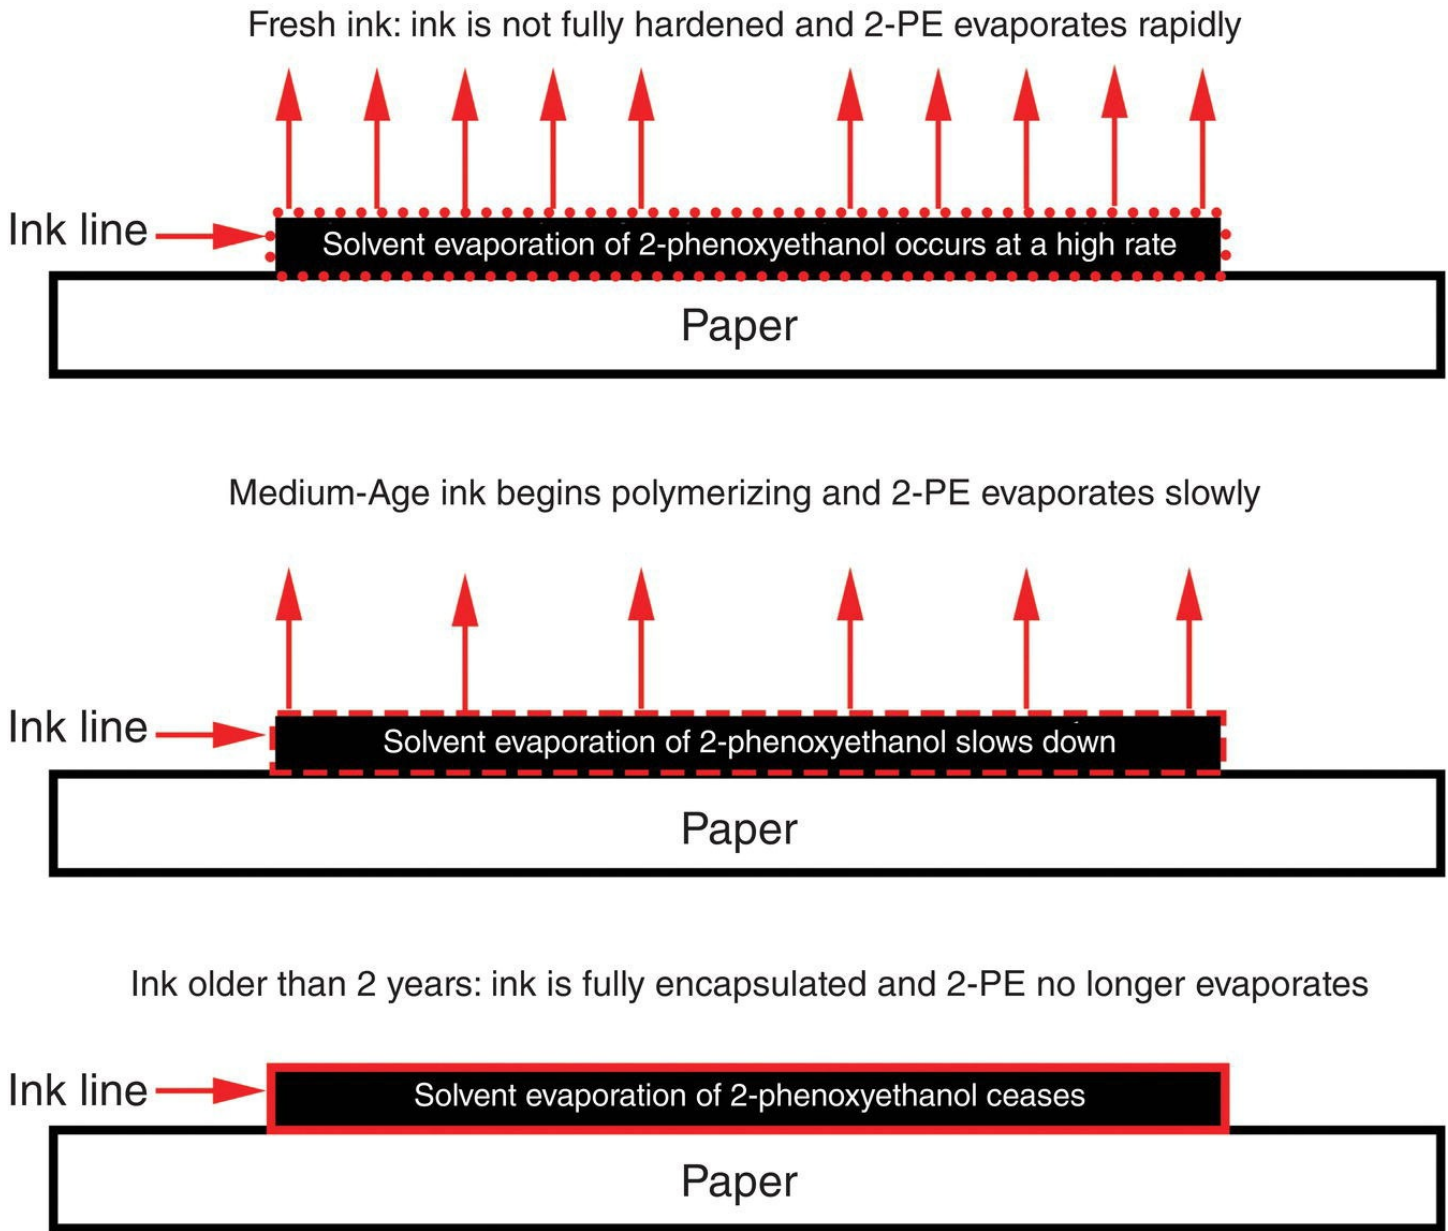 Fresh ink: ink is not fully hardened and 2-PE evaporates rapidly
Ink line
Solvent evaporation of 2-phenoxyethanol occurs at a high rate
Paper
Medium-Age ink begins polymerizing and 2-PE evaporates slowly
Ink line
Solvent evaporation of 2-phenoxyethanol slows down
Paper
Ink older than 2 years: ink is fully encapsulated and 2-PE no longer evaporates
Ink line
Solvent evaporation of 2-phenoxyethanol ceases
Paper